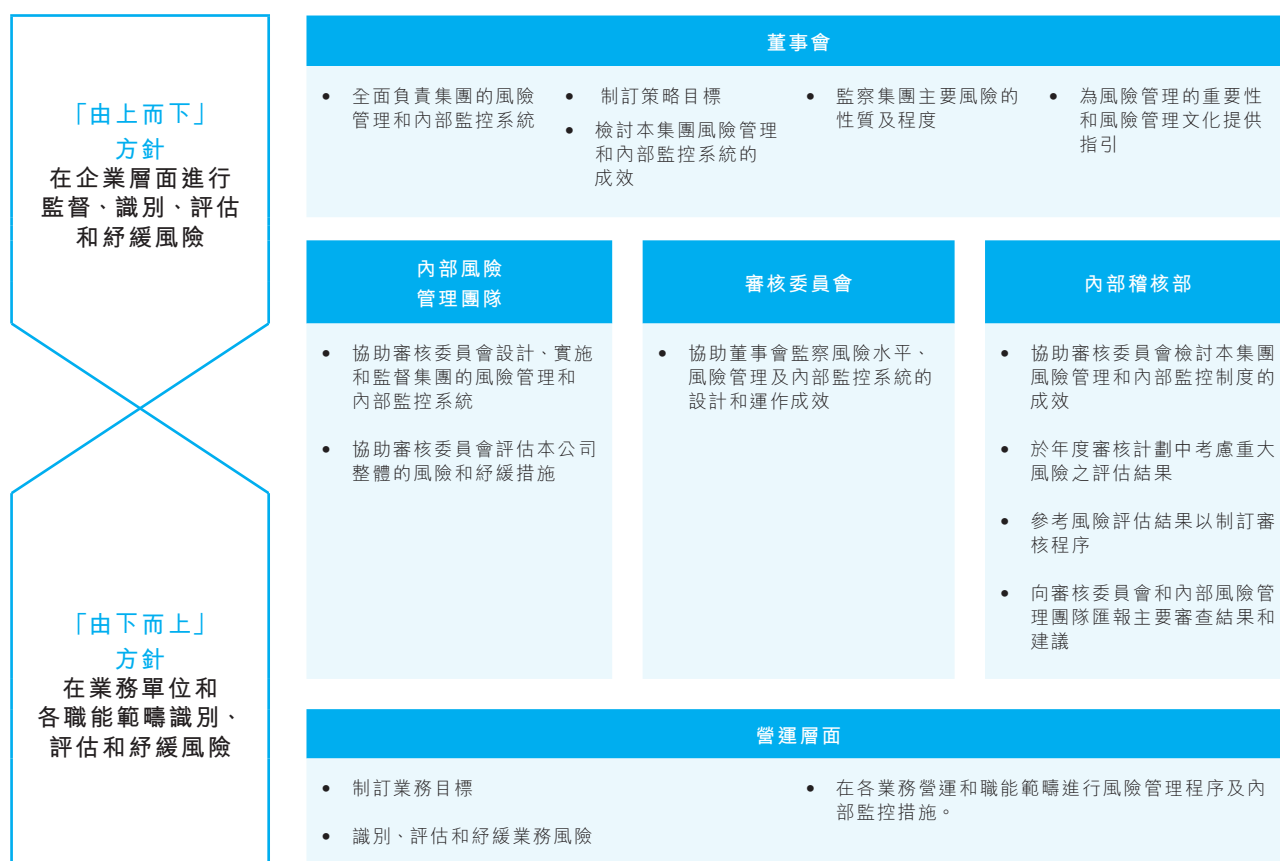 「由上而下」
方針
在企業層面進行
監督、識別、評估
和紓緩風險
董事會
• 全面負責集團的風險
管理和內部監控系統
• 制訂策略目標
• 檢討本集團風險管理
和內部監控系統的
成效
• 監察集團主要風險的
性質及程度
• 為風險管理的重要性
和風險管理文化提供
指引
內部風險
管理團隊
• 協助審核委員會設計、實施
和監督集團的風險管理和
內部監控系統
• 協助審核委員會評估本公司
整體的風險和紓緩措施
審核委員會
• 協助董事會監察風險水平、
風險管理及內部監控系統的
設計和運作成效
內部稽核部
• 協助審核委員會檢討本集團
風險管理和內部監控制度的
成效
• 於年度審核計劃中考慮重大
風險之評估結果
• 參考風險評估結果以制訂審
核程序
• 向審核委員會和內部風險管
理團隊匯報主要審查結果和
建議
「由下而上」
方針
在業務單位和
各職能範疇識別、
評估和紓緩風險
營運層面
• 制訂業務目標
• 識別、評估和紓緩業務風險
• 在各業務營運和職能範疇進行風險管理程序及內
部監控措施。